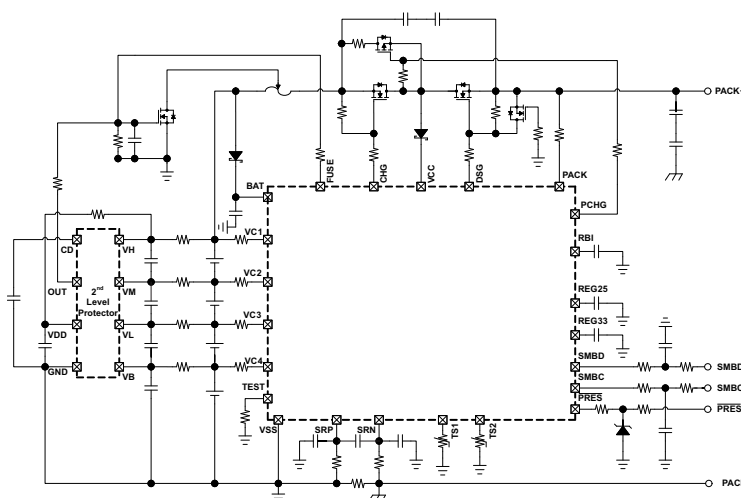 PACK+
FUSE
CHG
VCC
DSG
PACK
BAT
PCHG
VC1
RBI
CD
VH
VC2
OUT
2nd
Level
Protector
VM
REG25
VC3
VDD
VL
REG33
VC4
SMBD
SMBD
GND
VB
SMBC
SMBC
TEST
PRES
PRES
VSS
SRP
SRN
TS1
TS2